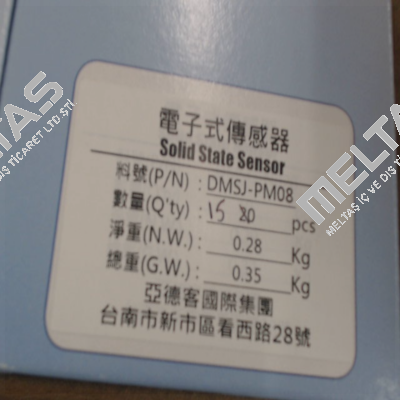 電子式傳感器
Solid State Sensor
料號(P/N) : DMSJ-PM08
數量(Q'ty) : 15 20 pcs
淨重(N.W.) : 0.28 Kg
總重(G.W.) : 0.35 Kg
亞德客國際集團
台南市新市區看西路28號
MELTAŞ
MELTAŞ İÇ VE DIŞ TİCARET LTD.ŞTİ.